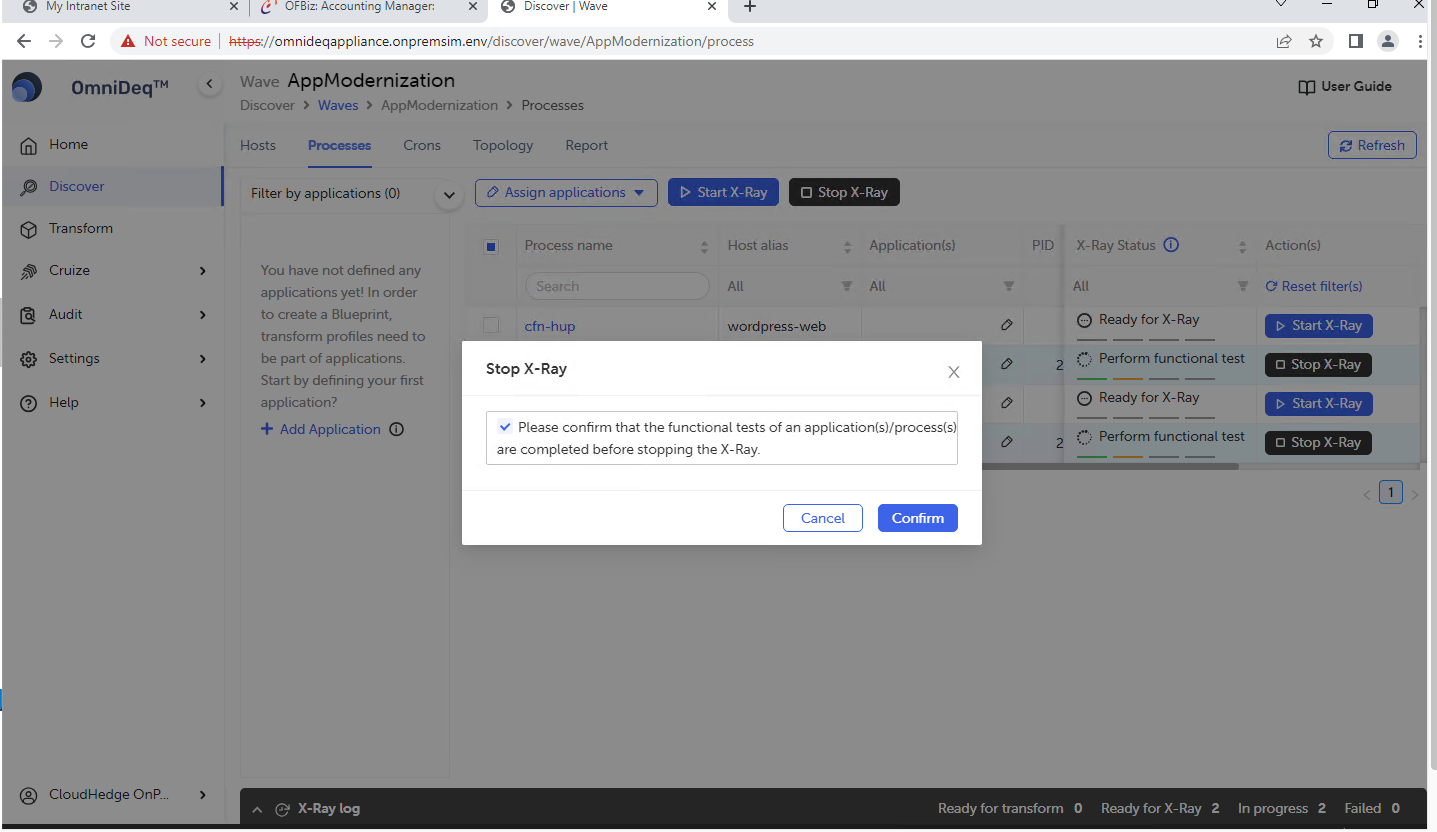 My Intranet Site
OFBiz: Accounting Manager:
Discover | Wave
Not secure
https://omnideqappliance.onpremsim.env/discover/wave/AppModernization/process
OmniDeq™
Wave AppModernization
Discover > Waves > AppModernization > Processes
User Guide
Home
Discover
Transform
Cruize
Audit
Settings
Help
CloudHedge OnP...
Hosts
Processes
Crons
Topology
Report
Refresh
Filter by applications (0)
Assign applications
Start X-Ray
Stop X-Ray
You have not defined any
applications yet! In order
to create a Blueprint,
transform profiles need to
be part of applications.
Start by defining your first
application?
+ Add Application
Process name
Host alias
Application(s)
PID
X-Ray Status
Action(s)
Search
All
All
All
Reset filter(s)
cfn-hup
wordpress-web
Ready for X-Ray
Start X-Ray
2
Perform functional test
Stop X-Ray
Ready for X-Ray
Start X-Ray
2
Perform functional test
Stop X-Ray
1
Stop X-Ray
Please confirm that the functional tests of an application(s)/process(s)
are completed before stopping the X-Ray.
Cancel
Confirm
X-Ray log
Ready for transform 0
Ready for X-Ray 2
In progress 2
Failed 0